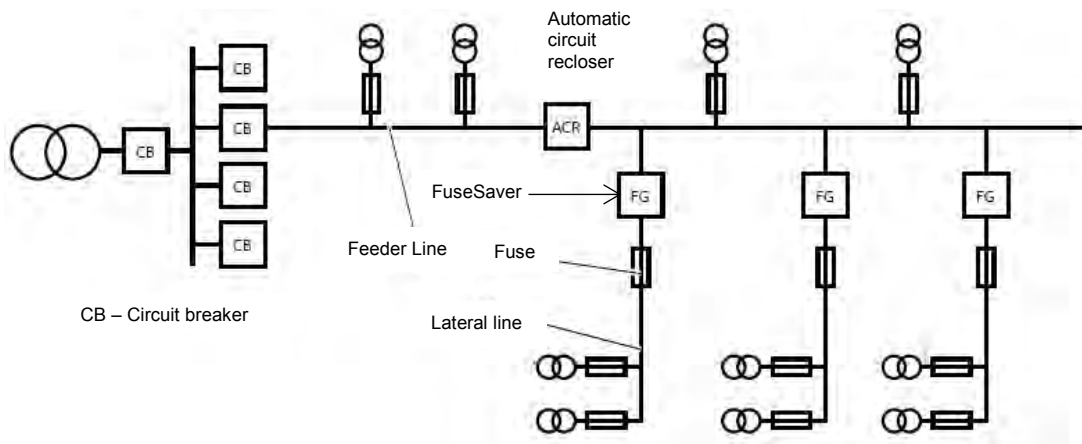 Automatic
circuit
recloser
CB
CB
CB
ACR
CB
FuseSaver
FG
FG
FG
CB
Feeder Line
Fuse
CB – Circuit breaker
Lateral line